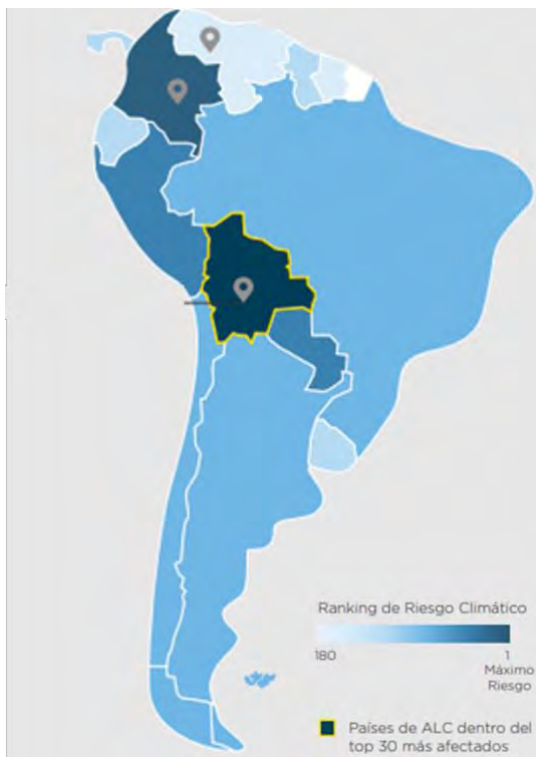 Ranking de Riesgo Climático
180 1
Máximo
Riesgo
Países de ALC dentro del
top 30 más afectados